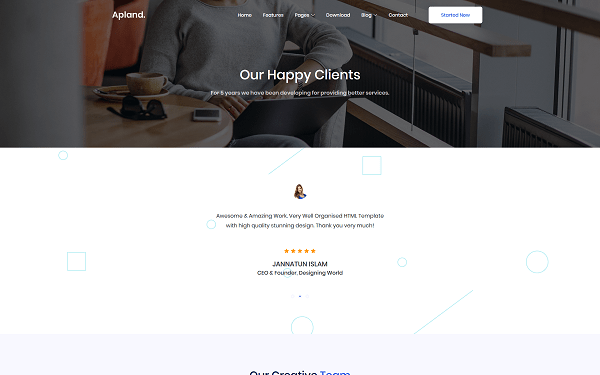 Apland.
Home Features Pages Download Blog Contact Started Now
Our Happy Clients
For 5 years we have been developing for providing better services.
Awesome & Amazing Work. Very Well Organised HTML Template
with high quality stunning design. Thank you very much!
JANNATUN ISLAM
CEO & Founder, Designing World
Our Creative Team